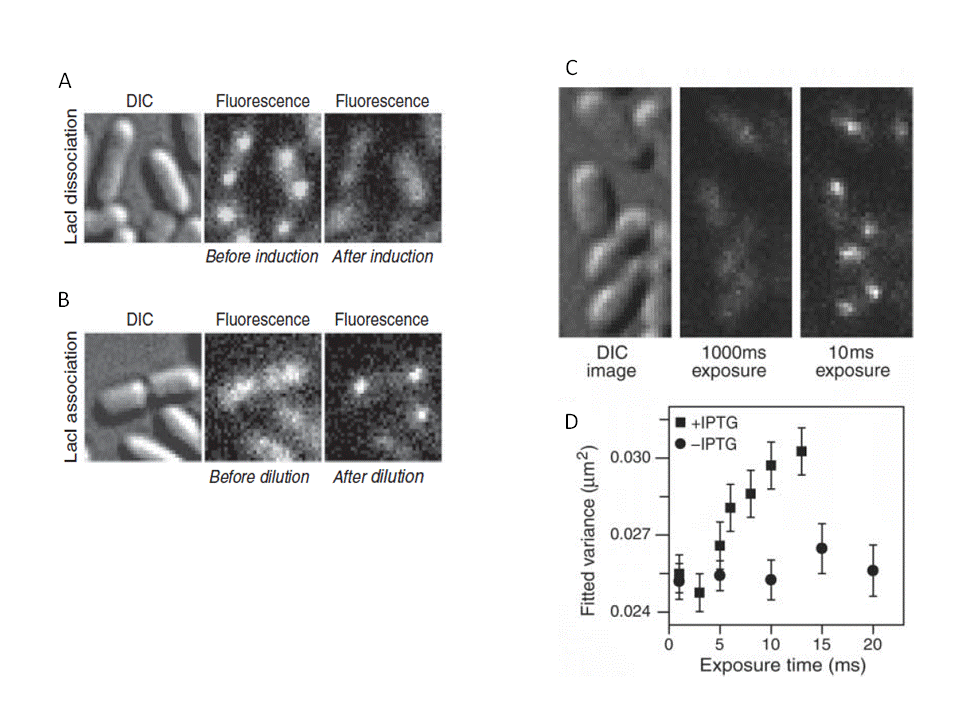 A
DIC Fluorescence Fluorescence
LacI dissociation
Before induction After induction
B
DIC Fluorescence Fluorescence
LacI association
Before dilution After dilution
C
DIC image
1000ms exposure
10ms exposure
D
+IPTG
−IPTG
Fitted variance (μm²)
0.030
0.027
0.024
0 5 10 15 20
Exposure time (ms)